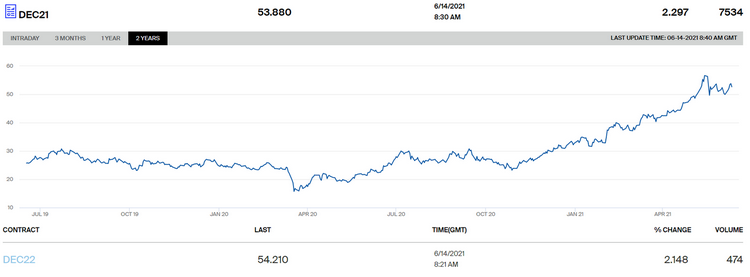 DEC21 53.880 6/14/2021 8:30 AM 2.297 7534
INTRADAY 3 MONTHS 1 YEAR 2 YEARS LAST UPDATE TIME: 06-14-2021 8:40 AM GMT
60
50
40
30
20
10
JUL 19 OCT 19 JAN 20 APR 20 JUL 20 OCT 20 JAN 21 APR 21
CONTRACT LAST TIME(GMT) % CHANGE VOLUME
DEC22 54.210 6/14/2021 8:21 AM 2.148 474